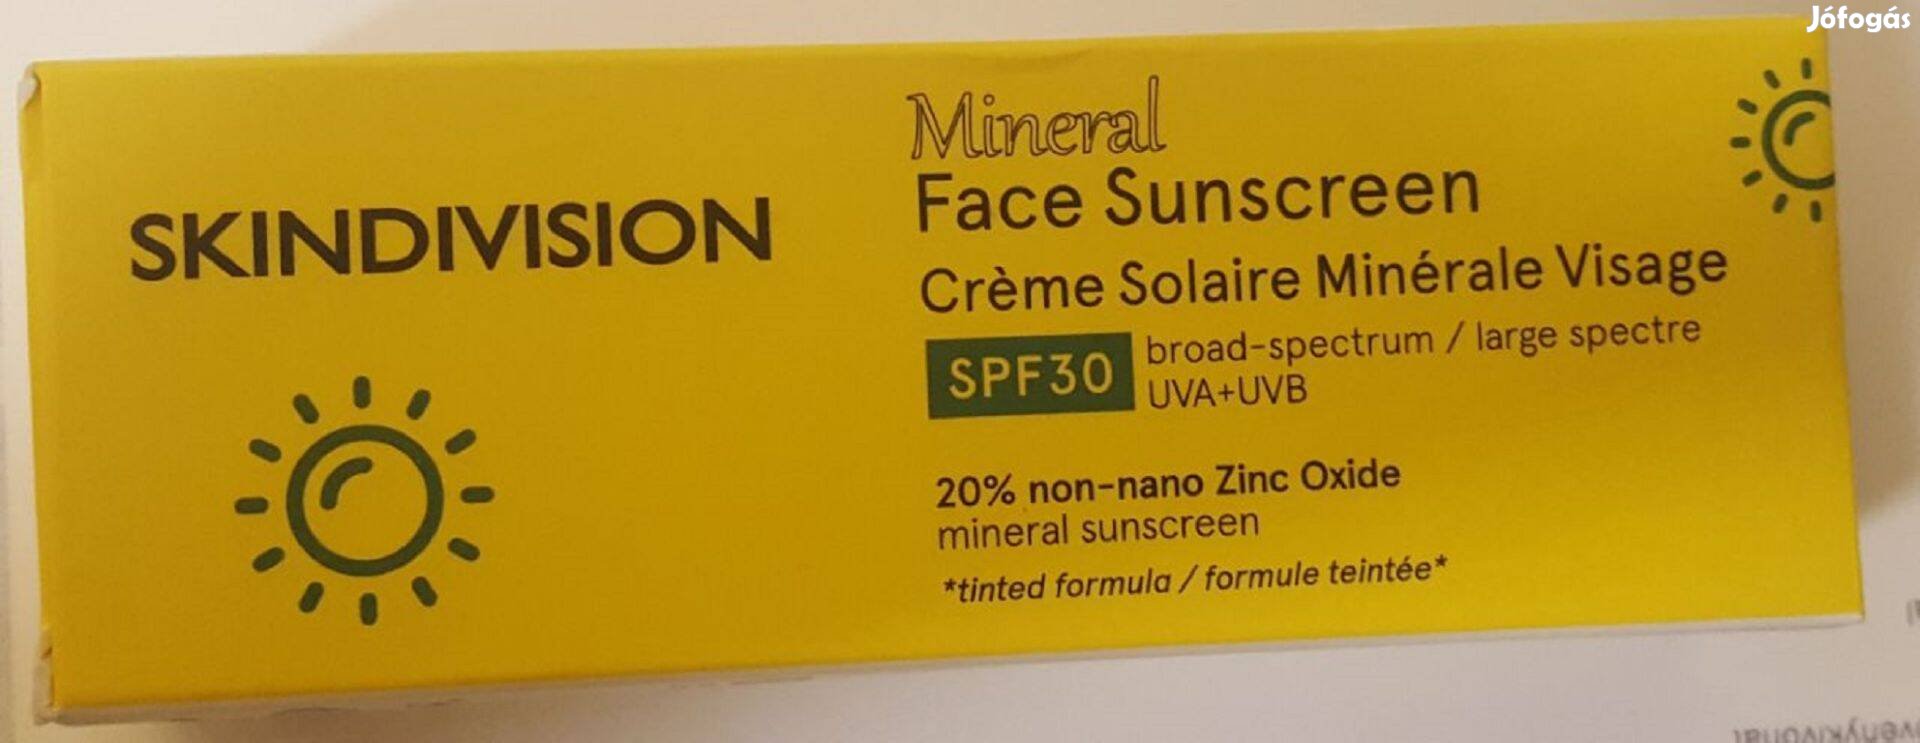 Jófogás
SKINDIVISION
Mineral
Face Sunscreen
Crème Solaire Minérale Visage
SPF30
broad-spectrum / large spectre
UVA+UVB
20% non-nano Zinc Oxide
mineral sunscreen
*tinted formula / formule teintée*